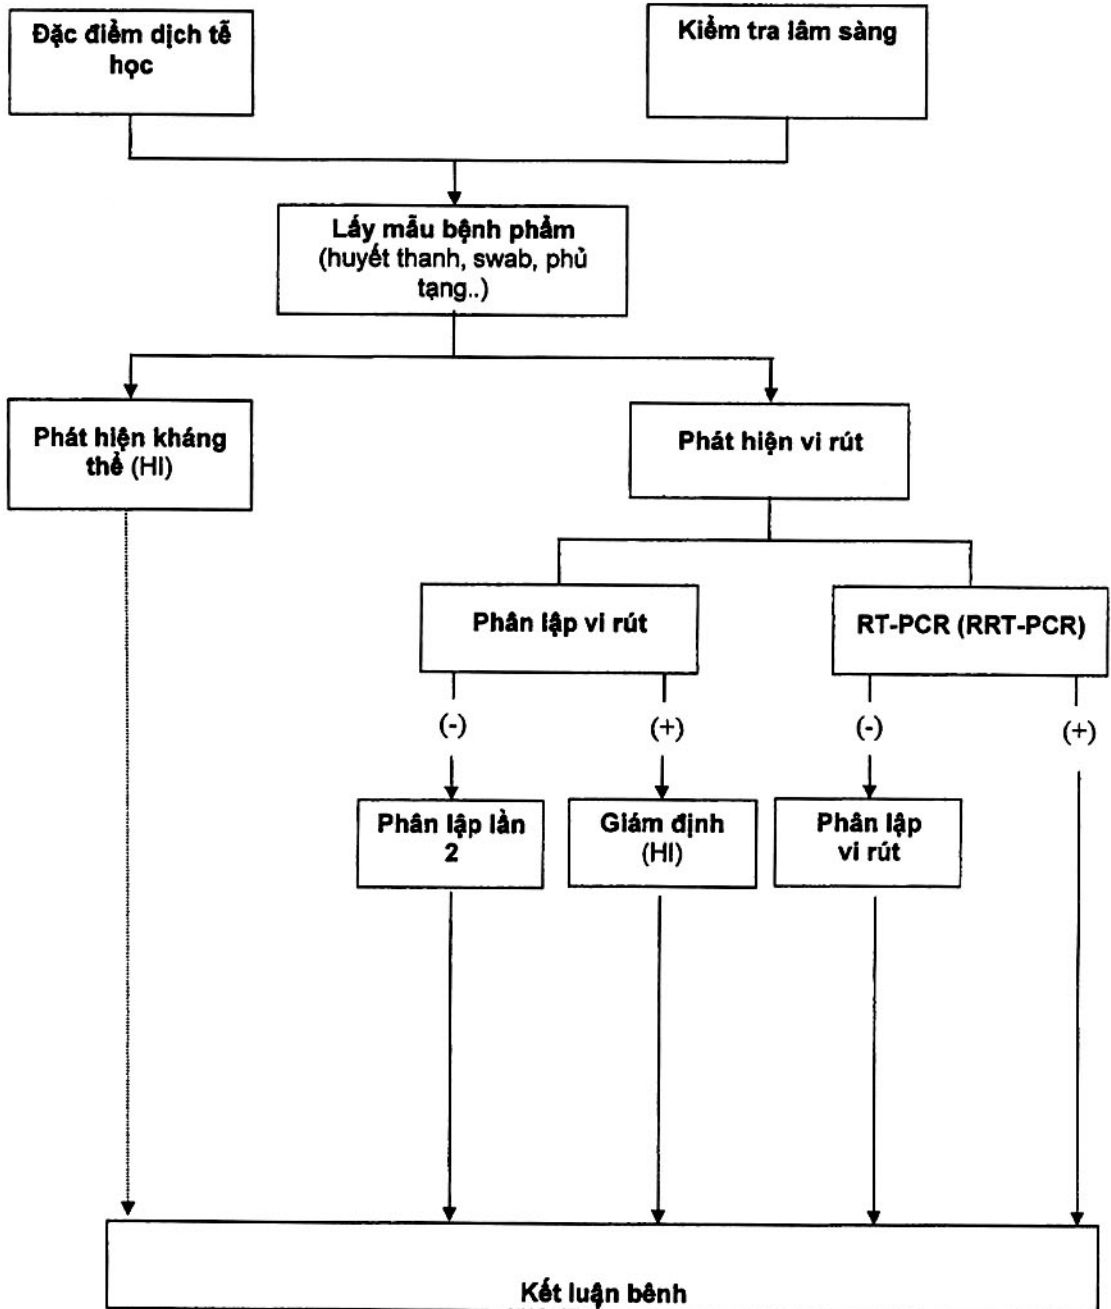 Đặc điểm dịch tễ
học
Kiểm tra lâm sàng
Lấy mẫu bệnh phẩm
(huyết thanh, swab, phủ
tạng..)
Phát hiện kháng
thể (HI)
Phát hiện vi rút
Phân lập vi rút
RT-PCR (RRT-PCR)
(-)
(+)
(-)
(+)
Phân lập lần
2
Giám định
(HI)
Phân lập
vi rút
Kết luận bệnh